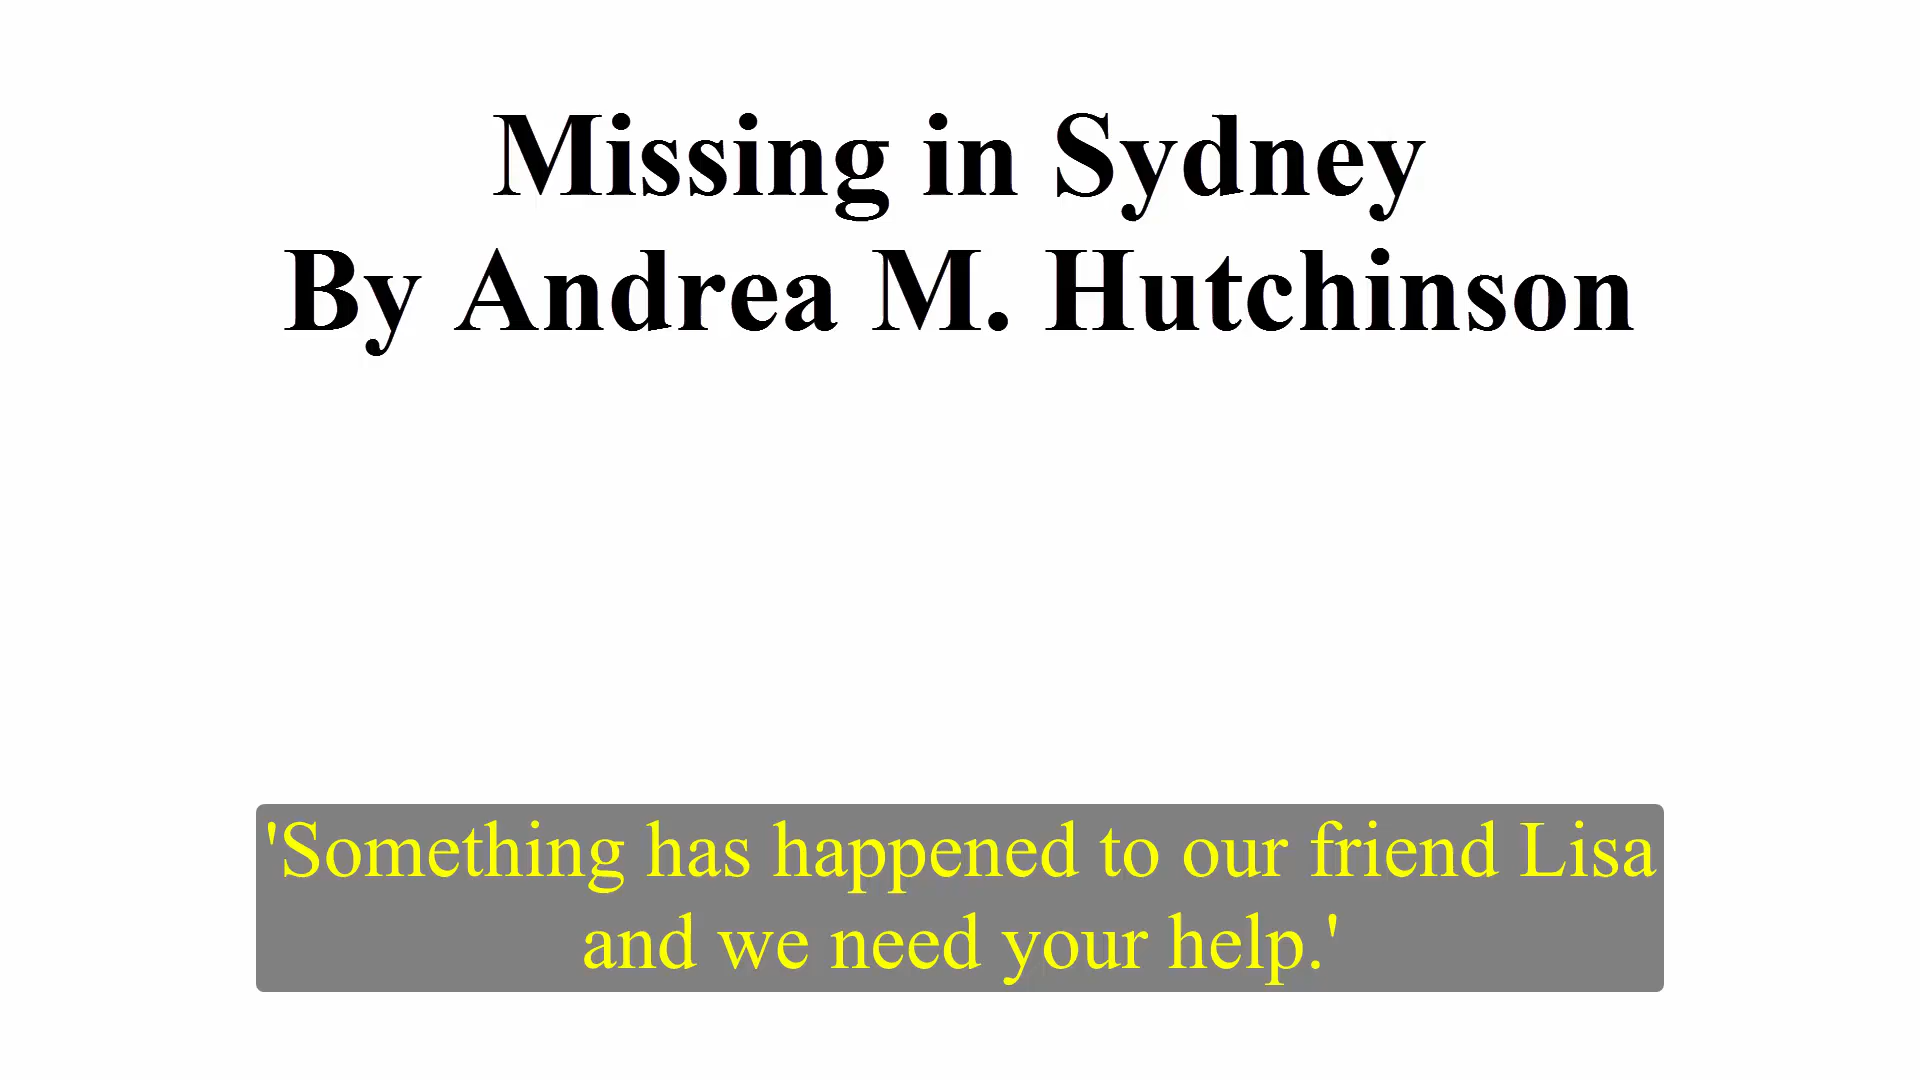 Missing in Sydney
By Andrea M. Hutchinson
'Something has happened to our friend Lisa
and we need your help.'